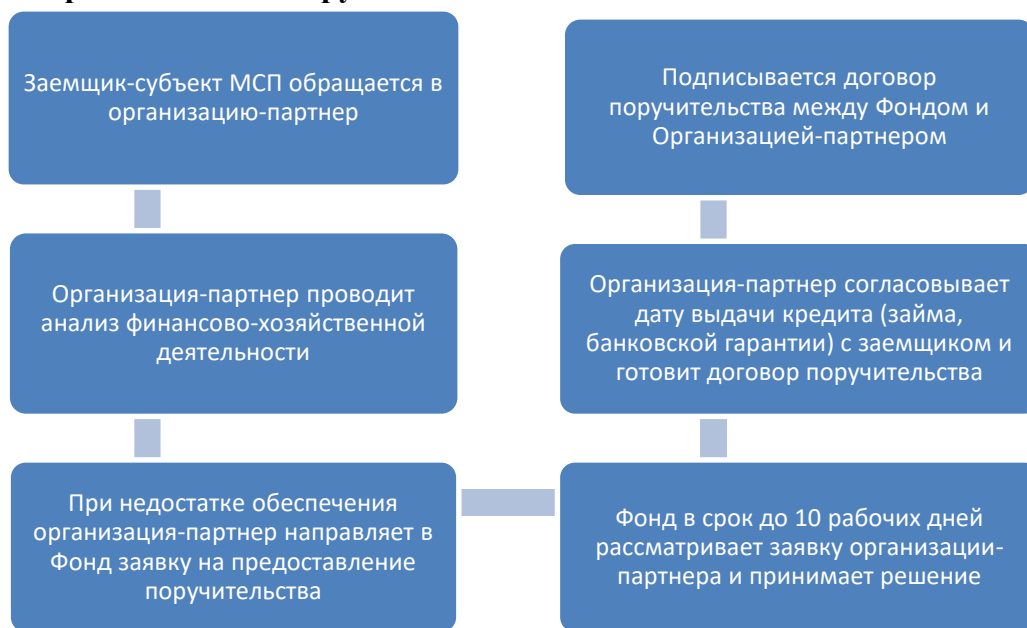 Заемщик-субъект МСП обращается в
организацию-партнер
Организация-партнер проводит
анализ финансово-хозяйственной
деятельности
При недостатке обеспечения
организация-партнер направляет в
Фонд заявку на предоставление
поручительства
Фонд в срок до 10 рабочих дней
рассматривает заявку организации-
партнера и принимает решение
Организация-партнер согласовывает
дату выдачи кредита (займа,
банковской гарантии) с заемщиком и
готовит договор поручительства
Подписывается договор
поручительства между Фондом и
Организацией-партнером